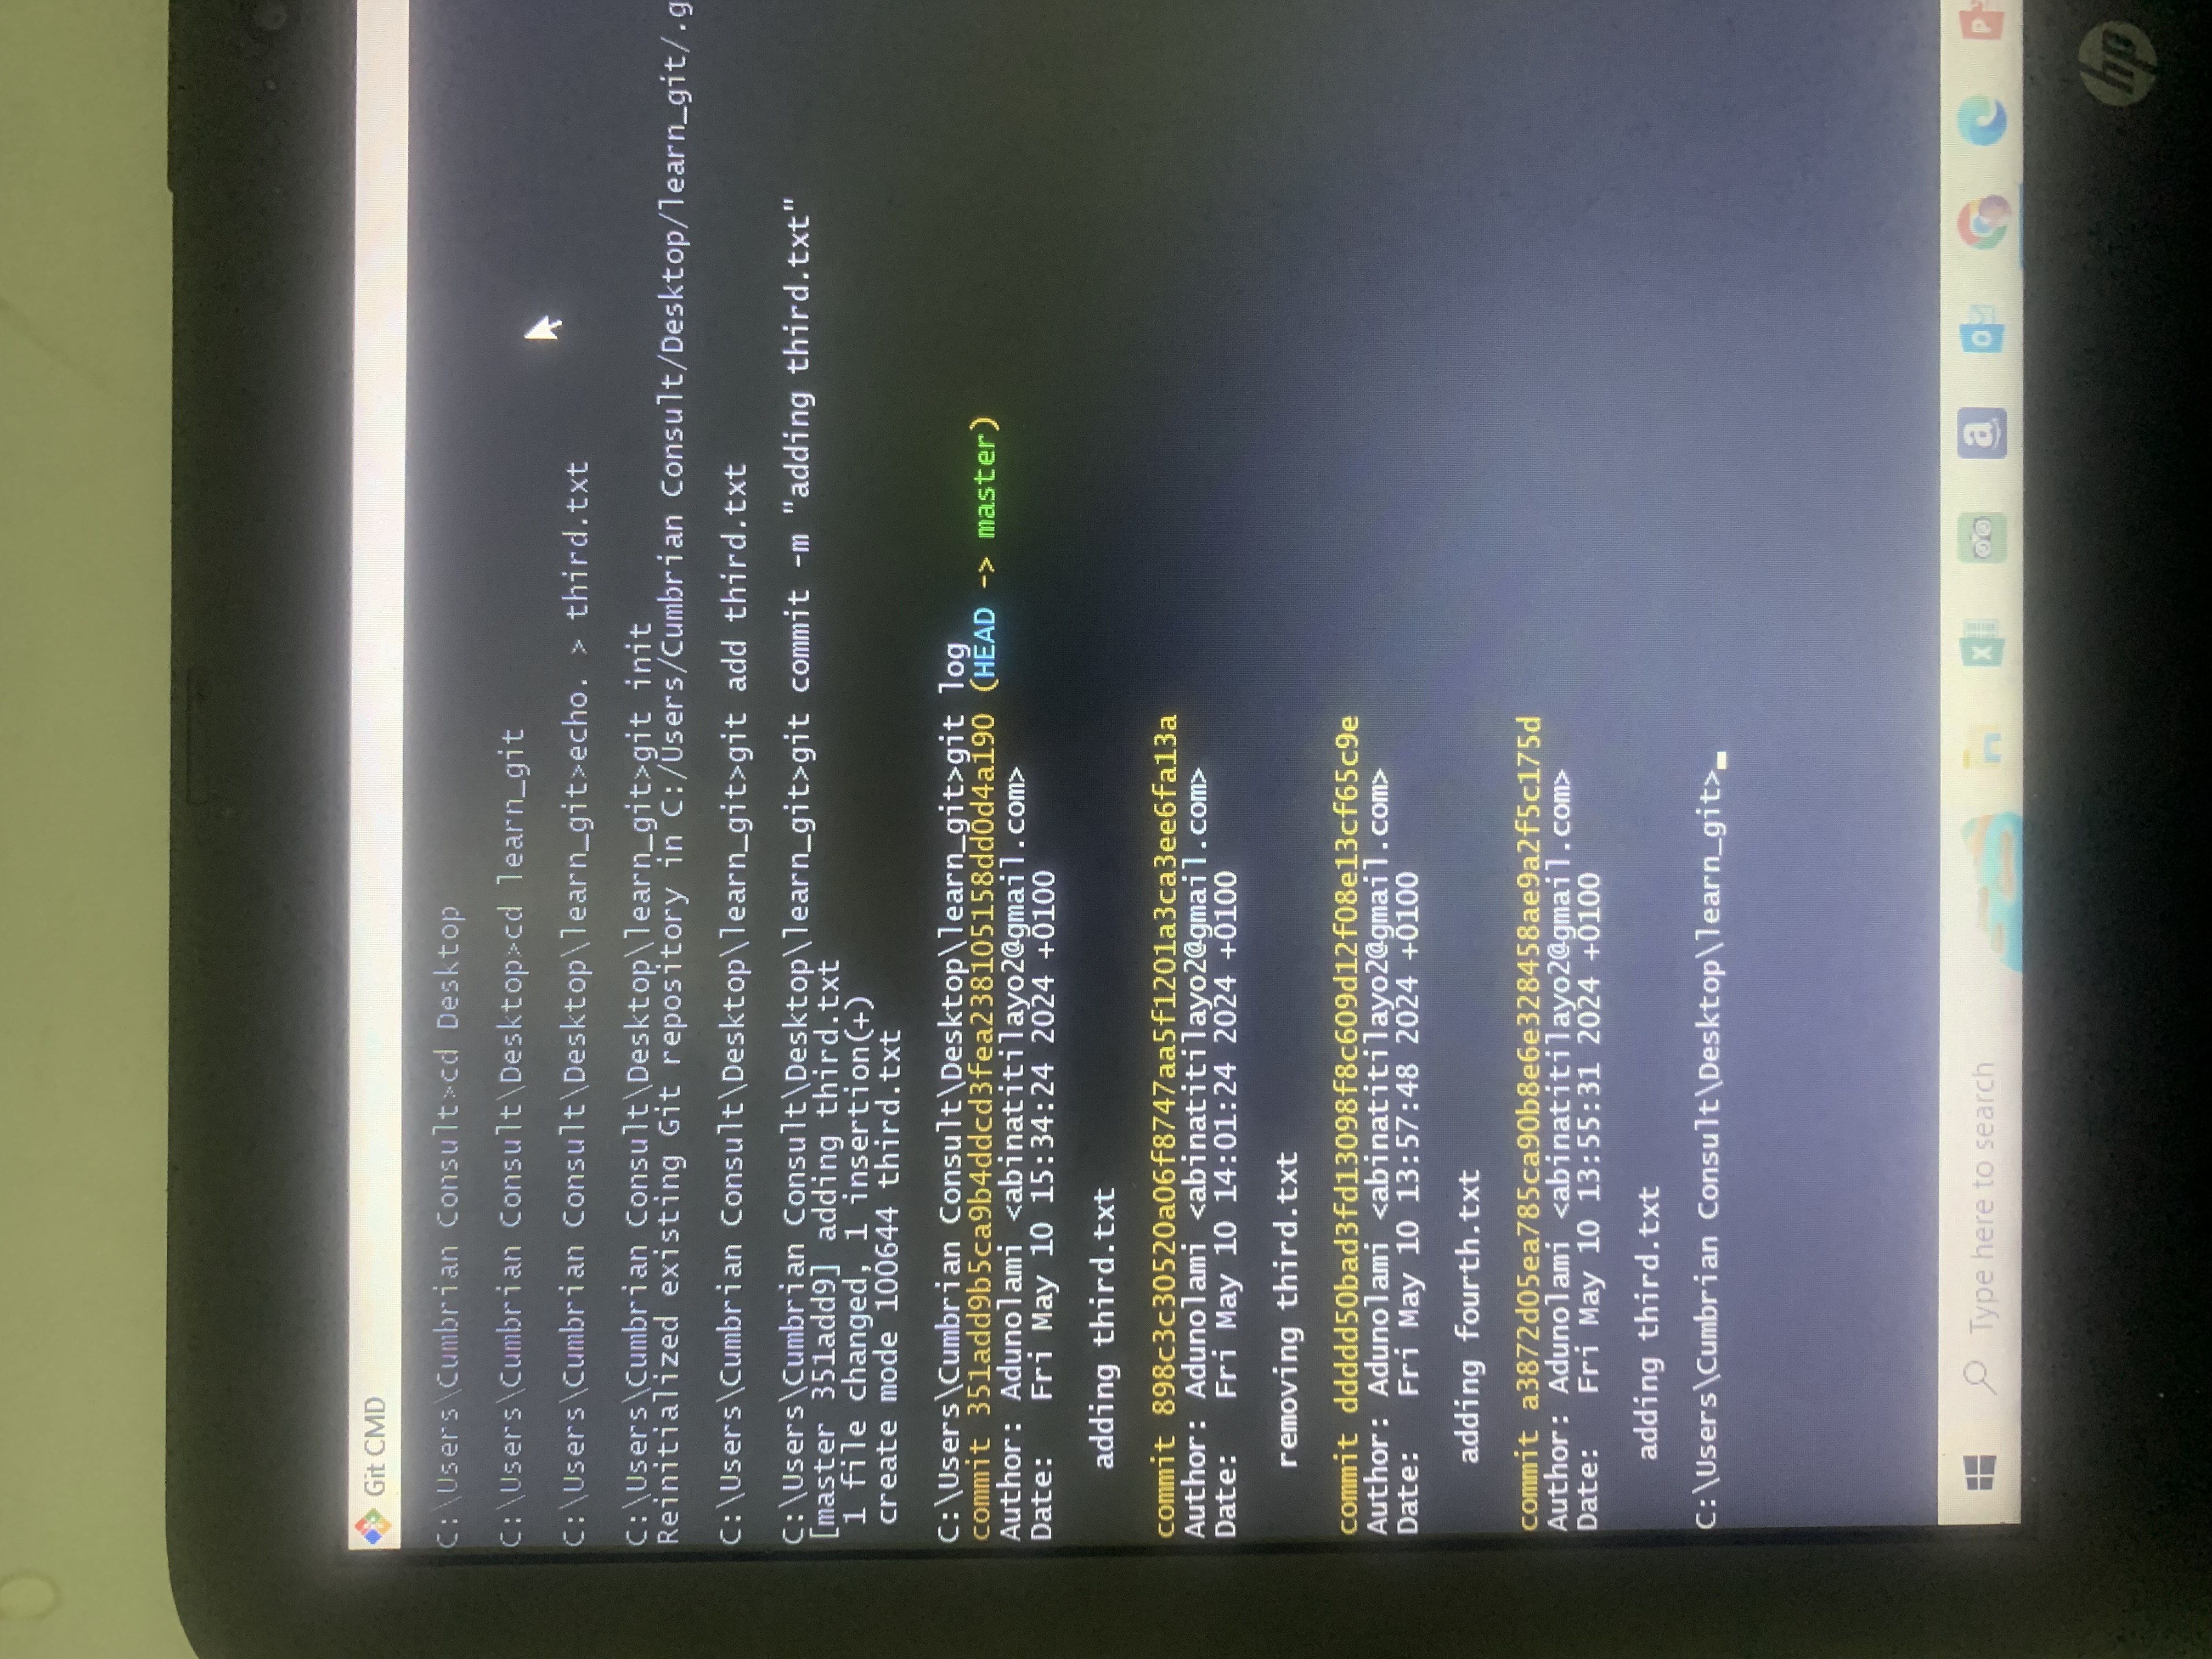 Git CMD
C:\Users\Cumbrian Consult>cd Desktop
C:\Users\Cumbrian Consult\Desktop>cd learn_git
C:\Users\Cumbrian Consult\Desktop\learn_git>echo. > third.txt
C:\Users\Cumbrian Consult\Desktop\learn_git>git init
Reinitialized existing Git repository in C:/Users/Cumbrian Consult/Desktop/learn_git/.g
C:\Users\Cumbrian Consult\Desktop\learn_git>git add third.txt
C:\Users\Cumbrian Consult\Desktop\learn_git>git commit -m "adding third.txt"
[master 351add9] adding third.txt
1 file changed, 1 insertion(+)
create mode 100644 third.txt
C:\Users\Cumbrian Consult\Desktop\learn_git>git log
commit 351add9b5ca9b4ddcd3fea238105158dd0d4a190 (HEAD -> master)
Author: Adunolami <abinatitilayo2@gmail.com>
Date: Fri May 10 15:34:24 2024 +0100
adding third.txt
commit 898c3c30520a06f8747aa5f1201a3ca3ee6fa13a
Author: Adunolami <abinatitilayo2@gmail.com>
Date: Fri May 10 14:01:24 2024 +0100
removing third.txt
commit ddddd50bad3fd13098f8c609d12f08e13cf65c9e
Author: Adunolami <abinatitilayo2@gmail.com>
Date: Fri May 10 13:57:48 2024 +0100
adding fourth.txt
commit a3872d05ea785ca90b8e6e328458ae9a2f5c175d
Author: Adunolami <abinatitilayo2@gmail.com>
Date: Fri May 10 13:55:31 2024 +0100
adding third.txt
C:\Users\Cumbrian Consult\Desktop\learn_git>
Type here to search
hp